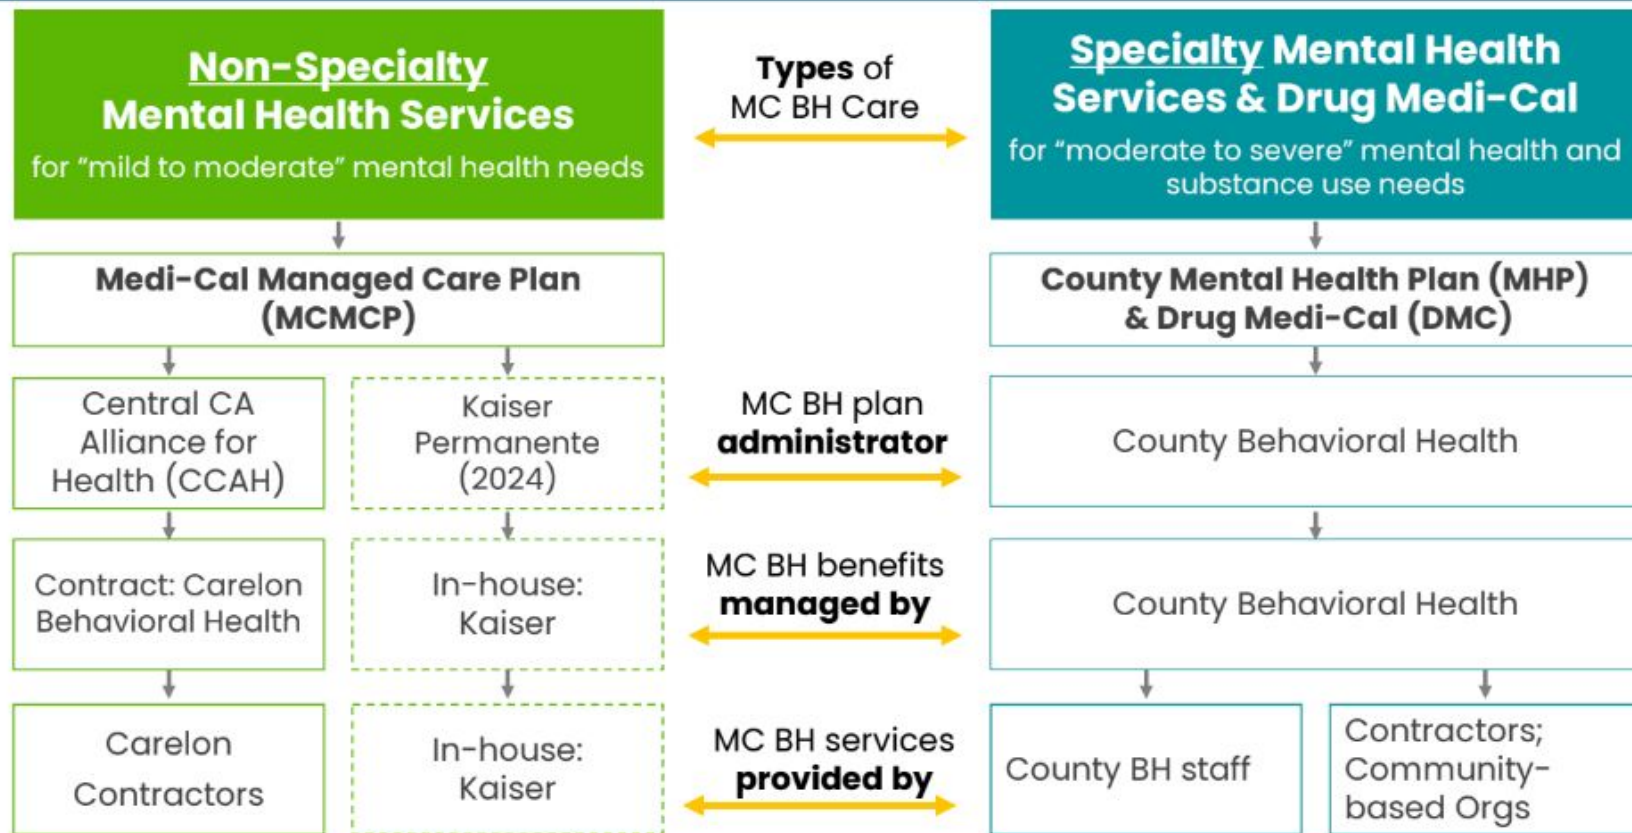 Non-Specialty
Mental Health Services
for “mild to moderate” mental health needs
Types of
MC BH Care
Specialty Mental Health
Services & Drug Medi-Cal
for “moderate to severe” mental health and
substance use needs
Medi-Cal Managed Care Plan
(MCMCP)
County Mental Health Plan (MHP)
& Drug Medi-Cal (DMC)
Central CA
Alliance for
Health (CCAH)
Kaiser
Permanente
(2024)
MC BH plan
administrator
County Behavioral Health
Contract: Carelon
Behavioral Health
In-house:
Kaiser
MC BH benefits
managed by
County Behavioral Health
Carelon
Contractors
In-house:
Kaiser
MC BH services
provided by
County BH staff
Contractors;
Community-
based Orgs